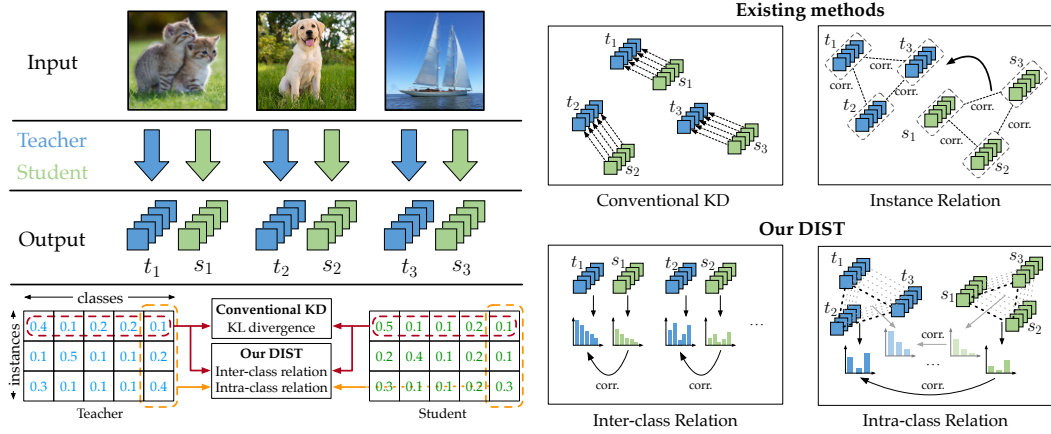 Input
Teacher
Student
Output
t1 s1 t2 s2 t3 s3
classes
instances
0.4 0.1 0.2 0.2 0.1
0.1 0.5 0.1 0.1 0.2
0.3 0.1 0.1 0.1 0.4
Teacher
Conventional KD
KL divergence
Our DIST
Inter-class relation
Intra-class relation
0.5 0.1 0.1 0.2 0.1
0.2 0.4 0.1 0.2 0.1
0.3 0.1 0.1 0.2 0.3
Student
Existing methods
t1
s1
t2
s2
t3
s3
Conventional KD
t1
t3
t2
corr.
corr.
corr.
s3
s1
s2
corr.
corr.
corr.
Instance Relation
Our DIST
t1 s1 t2 s2
...
corr. corr.
Inter-class Relation
t1
t3
t2
s3
s1
s2
corr.
corr.
Intra-class Relation